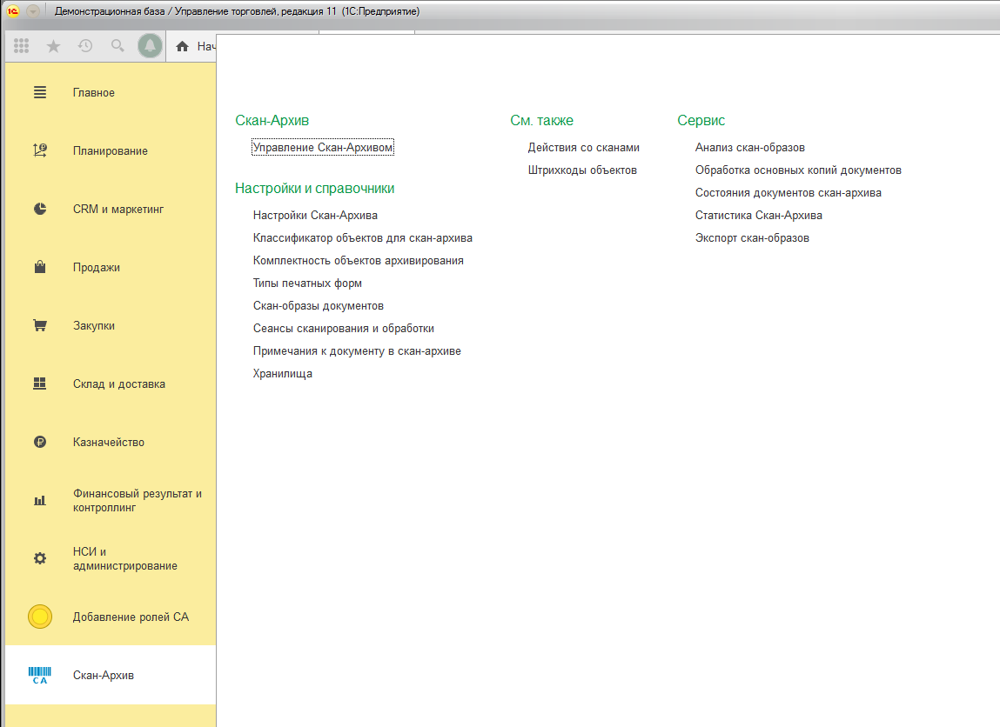 Демонстрационная база / Управление торговлей, редакция 11 (1С:Предприятие)
Нач
Главное
Планирование
CRM и маркетинг
Продажи
Закупки
Склад и доставка
Казначейство
Финансовый результат и
контроллинг
НСИ и
администрирование
Добавление ролей СА
СА
Скан-Архив
Скан-Архив
Управление Скан-Архивом
Настройки и справочники
Настройки Скан-Архива
Классификатор объектов для скан-архива
Комплектность объектов архивирования
Типы печатных форм
Скан-образы документов
Сеансы сканирования и обработки
Примечания к документу в скан-архиве
Хранилища
См. также
Действия со сканами
Штрихкоды объектов
Сервис
Анализ скан-образов
Обработка основных копий документов
Состояния документов скан-архива
Статистика Скан-Архива
Экспорт скан-образов